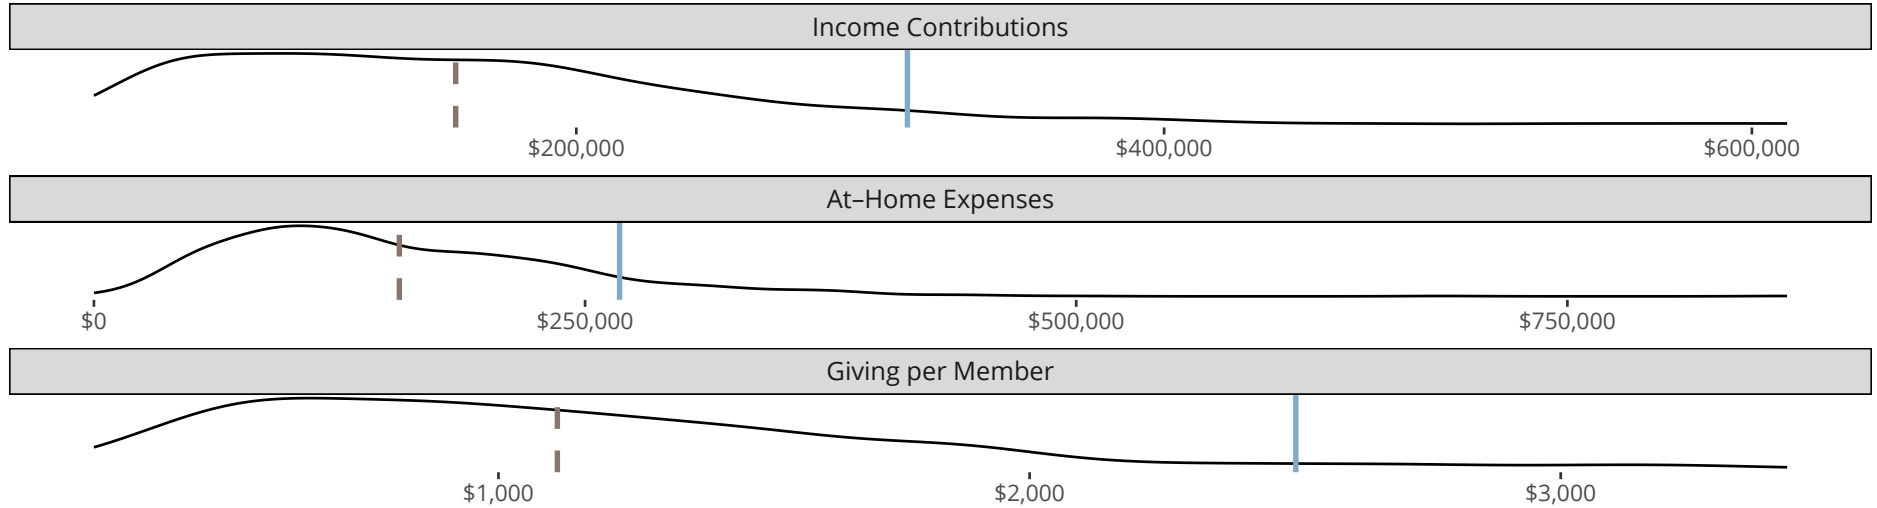 Income Contributions
$200,000 $400,000 $600,000
At–Home Expenses
$0 $250,000 $500,000 $750,000
Giving per Member
$1,000 $2,000 $3,000